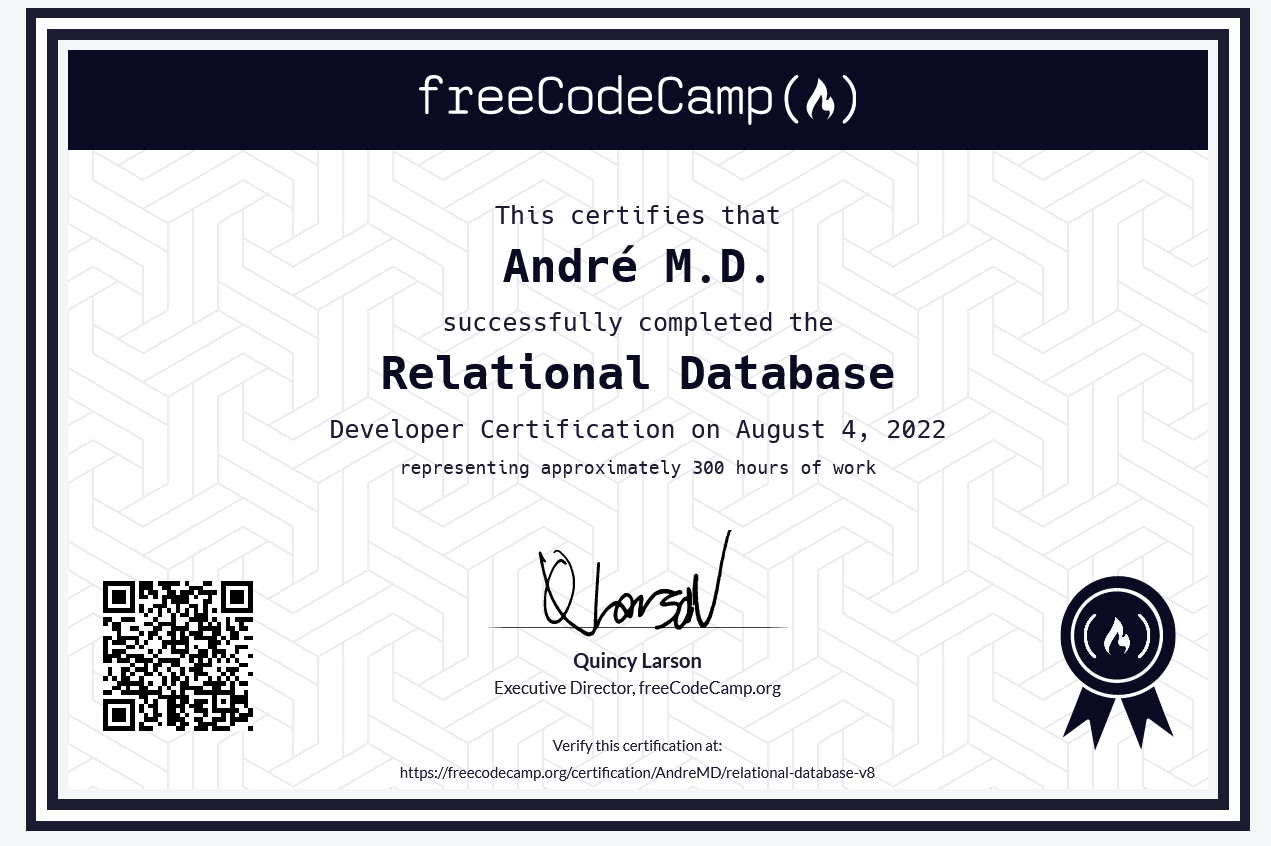 freeCodeCamp
This certifies that
André M.D.
successfully completed the
Relational Database
Developer Certification on August 4, 2022
representing approximately 300 hours of work
Quincy Larson
Executive Director, freeCodeCamp.org
Verify this certification at:
https://freecodecamp.org/certification/AndreMD/relational-database-v8